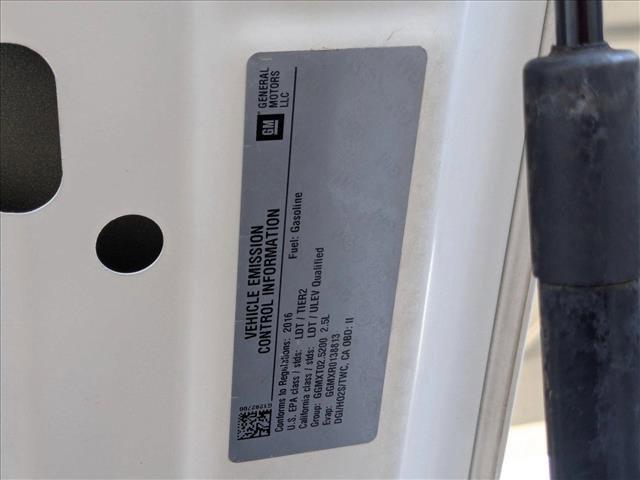 GM
GENERAL
MOTORS
LLC
VEHICLE EMISSION
CONTROL INFORMATION
Conforms to Regulations: 2016 Fuel: Gasoline
U.S. EPA class / stds: LDT / TIER2
California class / stds: LDT / ULEV Qualified
Group: GGMXT02.5200 2.5L
Evap: GGMXR0138813
DGI/HO2S/TWC, CA OBD: II